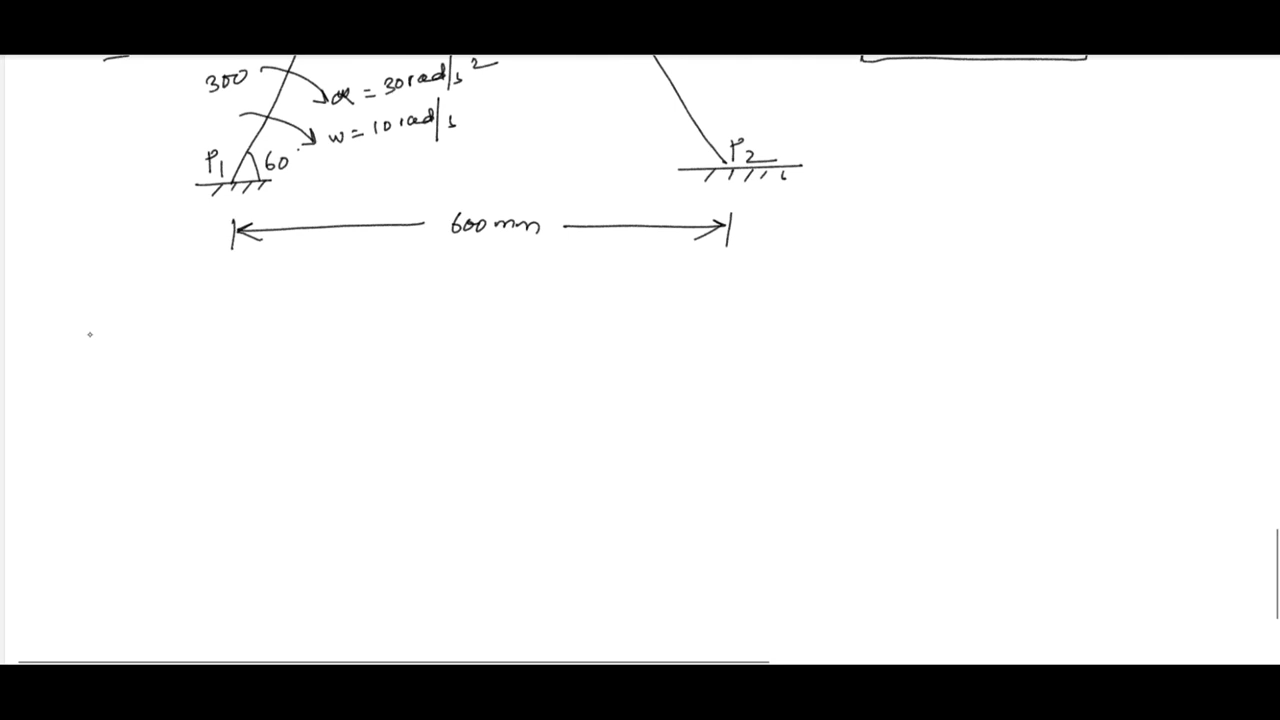 300
α = 30 rad/s²
w = 10 rad/s
P1
60
P2
600 mm